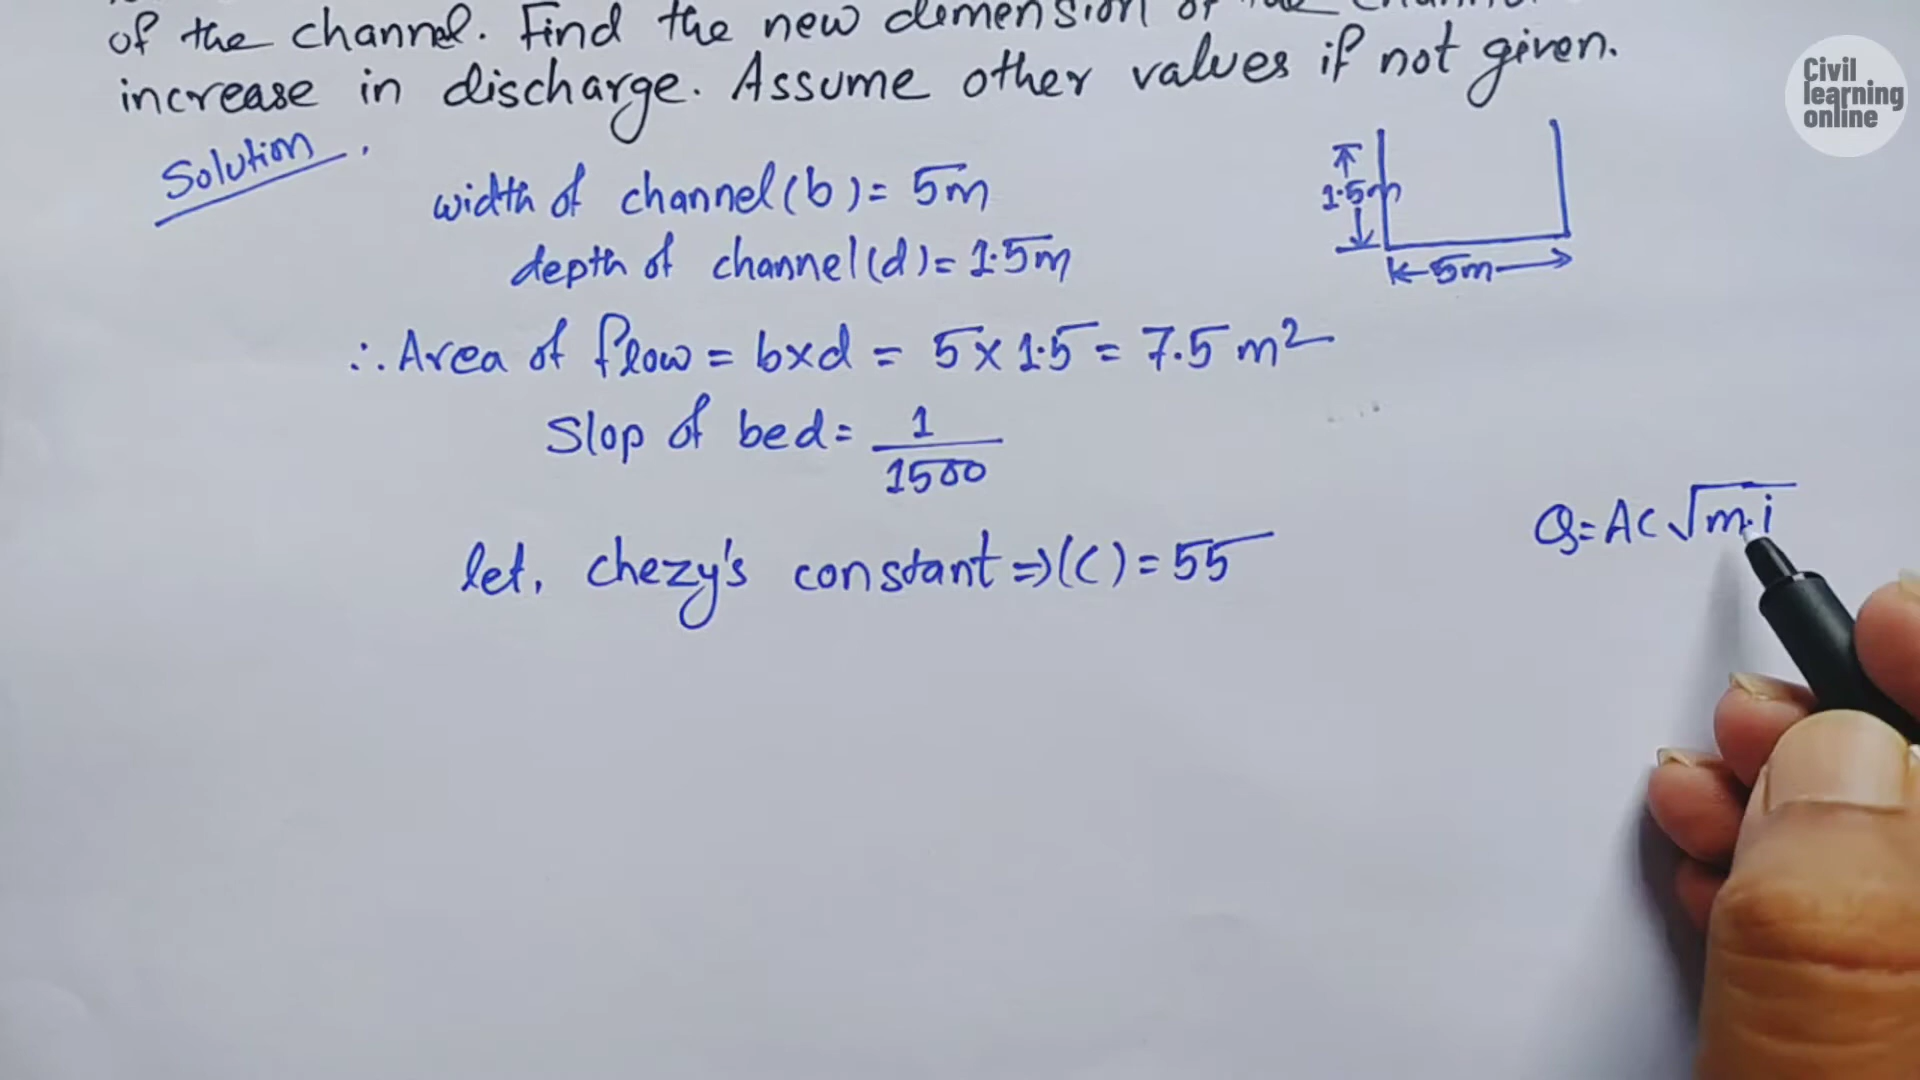 of the channel. Find the new dimension of the
increase in discharge. Assume other values if not given.
Civil
learning
online
Solution
width of channel (b) = 5m
depth of channel (d) = 1.5m
1.5m
5m
∴ Area of flow = b×d = 5 × 1.5 = 7.5 m²
Slop of bed = 1/1500
Q = AC √m.i
let, chezy's constant ⇒ (C) = 55